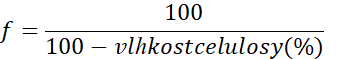 f = 100 / 100 − vlhkostcelulosy(%)